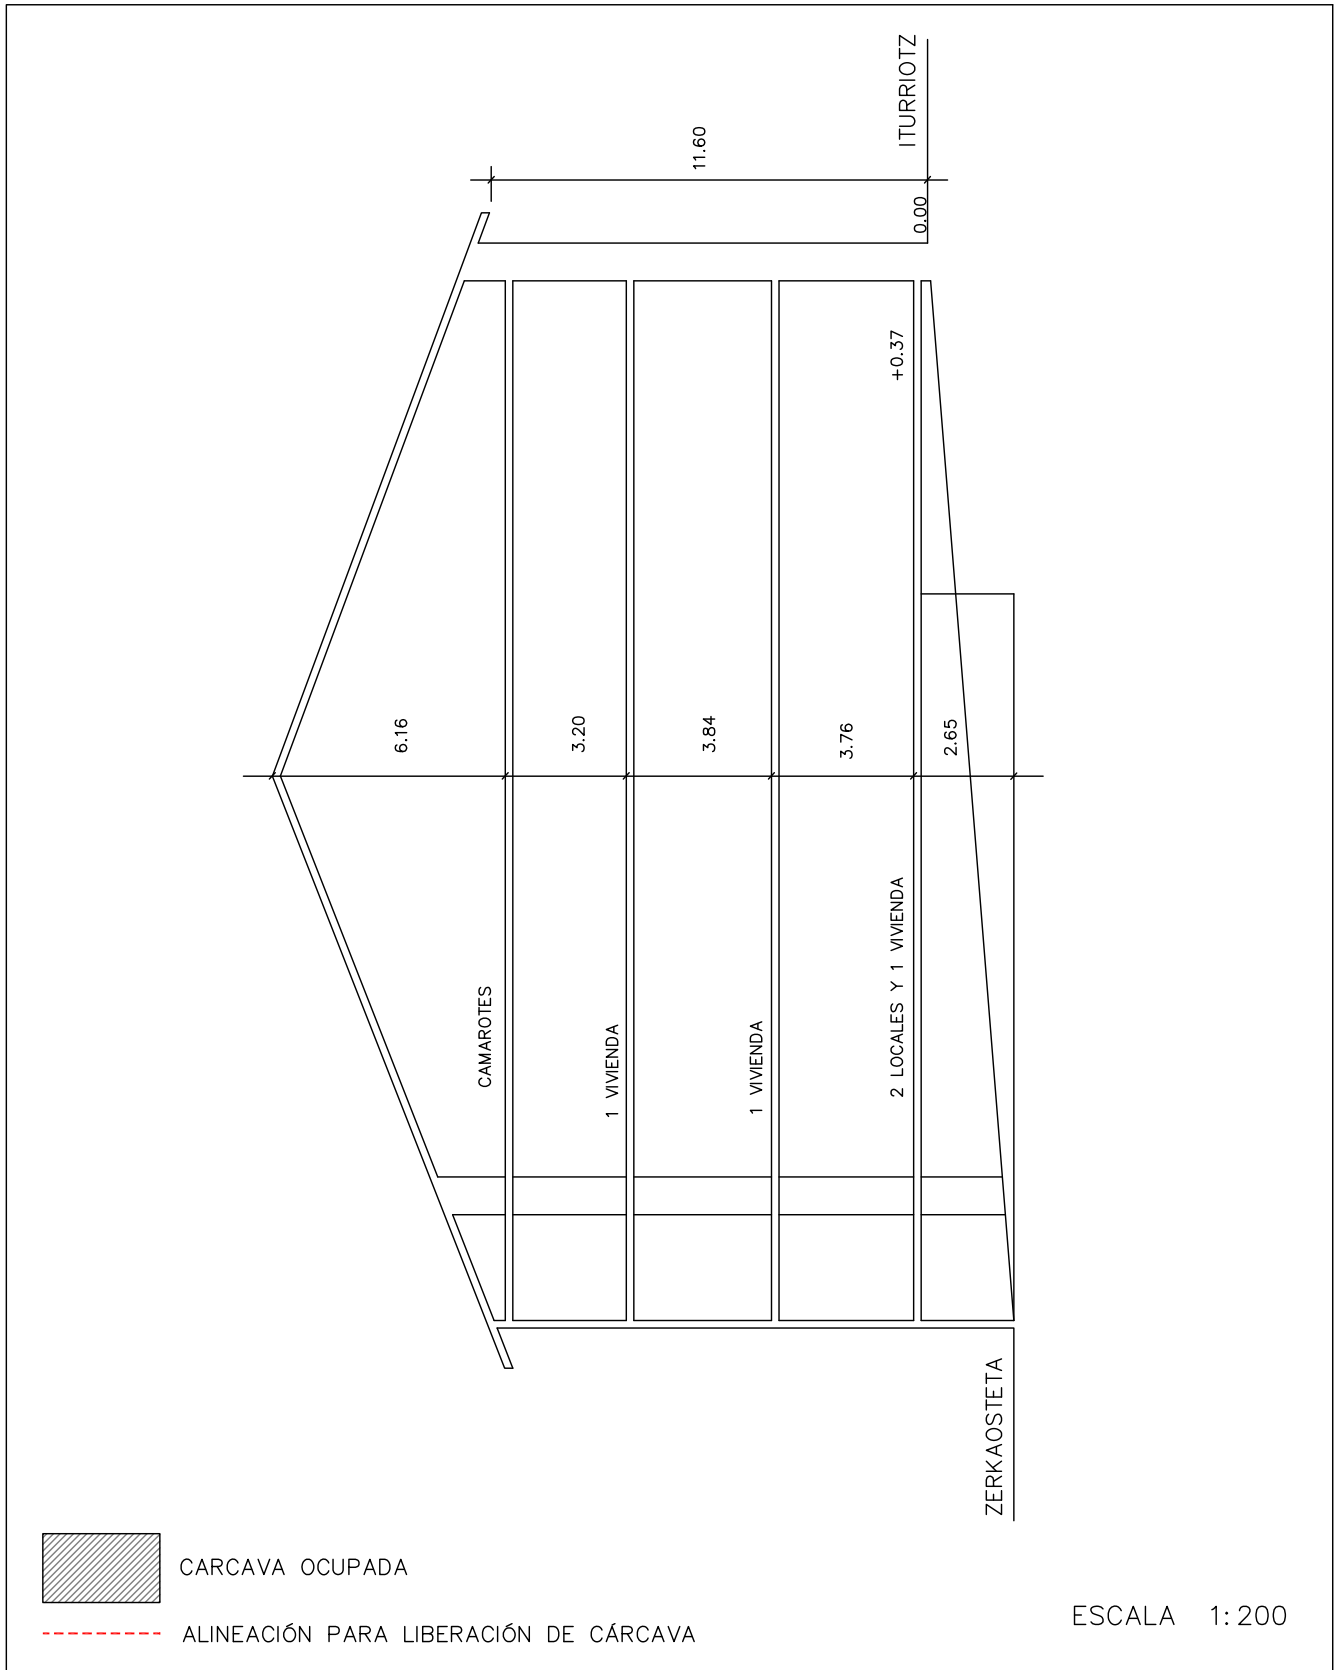 ITURRIOTZ
11.60
0.00
+0.37
6.16
3.20
3.84
3.76
2.65
CAMAROTES
1 VIVIENDA
1 VIVIENDA
2 LOCALES Y 1 VIVIENDA
ZERKAOSTETA
CARCAVA OCUPADA
ALINEACIÓN PARA LIBERACIÓN DE CÁRCAVA
ESCALA 1:200